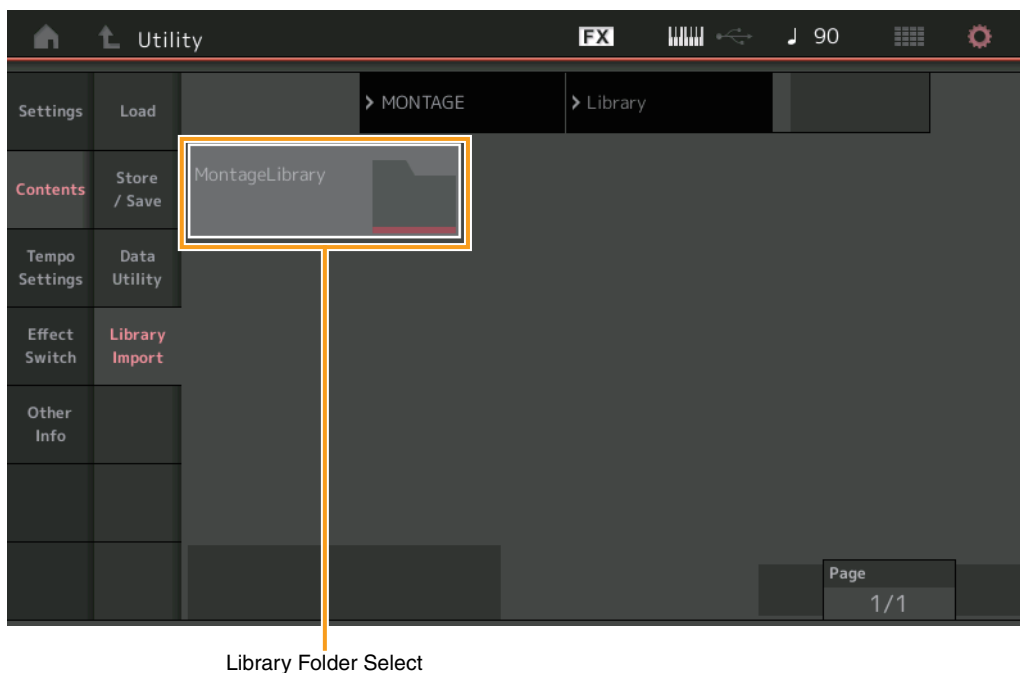 Utility
FX
90
Settings
Load
> MONTAGE
> Library
Contents
Store
/ Save
MontageLibrary
Tempo
Settings
Data
Utility
Effect
Switch
Library
Import
Other
Info
Page
1/1
Library Folder Select